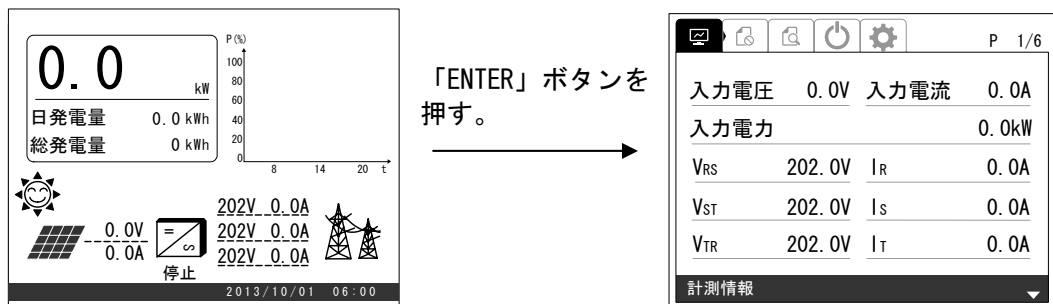 P(%)
100
80
60
40
20
0
8 14 20 t
0.0 kW
日発電量 0.0 kWh
総発電量 0 kWh
0.0V
0.0A
停止
202V 0.0A
202V 0.0A
202V 0.0A
2013/10/01 06:00
「ENTER」ボタンを
押す。
P 1/6
入力電圧 0.0V 入力電流 0.0A
入力電力 0.0kW
VRS 202.0V IR 0.0A
VST 202.0V IS 0.0A
VTR 202.0V IT 0.0A
計測情報